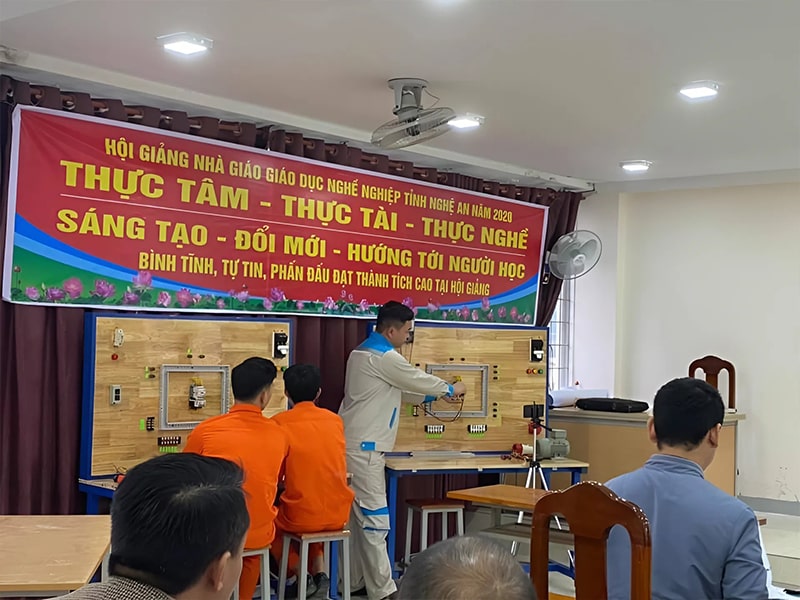 HỘI GIẢNG NHÀ GIÁO GIÁO DỤC NGHỀ NGHIỆP TỈNH NGHỆ AN NĂM 2020
THỰC TÂM - THỰC TÀI - THỰC NGHỀ
SÁNG TẠO - ĐỔI MỚI - HƯỚNG TỚI NGƯỜI HỌC
BÌNH TĨNH, TỰ TIN, PHẤN ĐẤU ĐẠT THÀNH TÍCH CAO TẠI HỘI GIẢNG